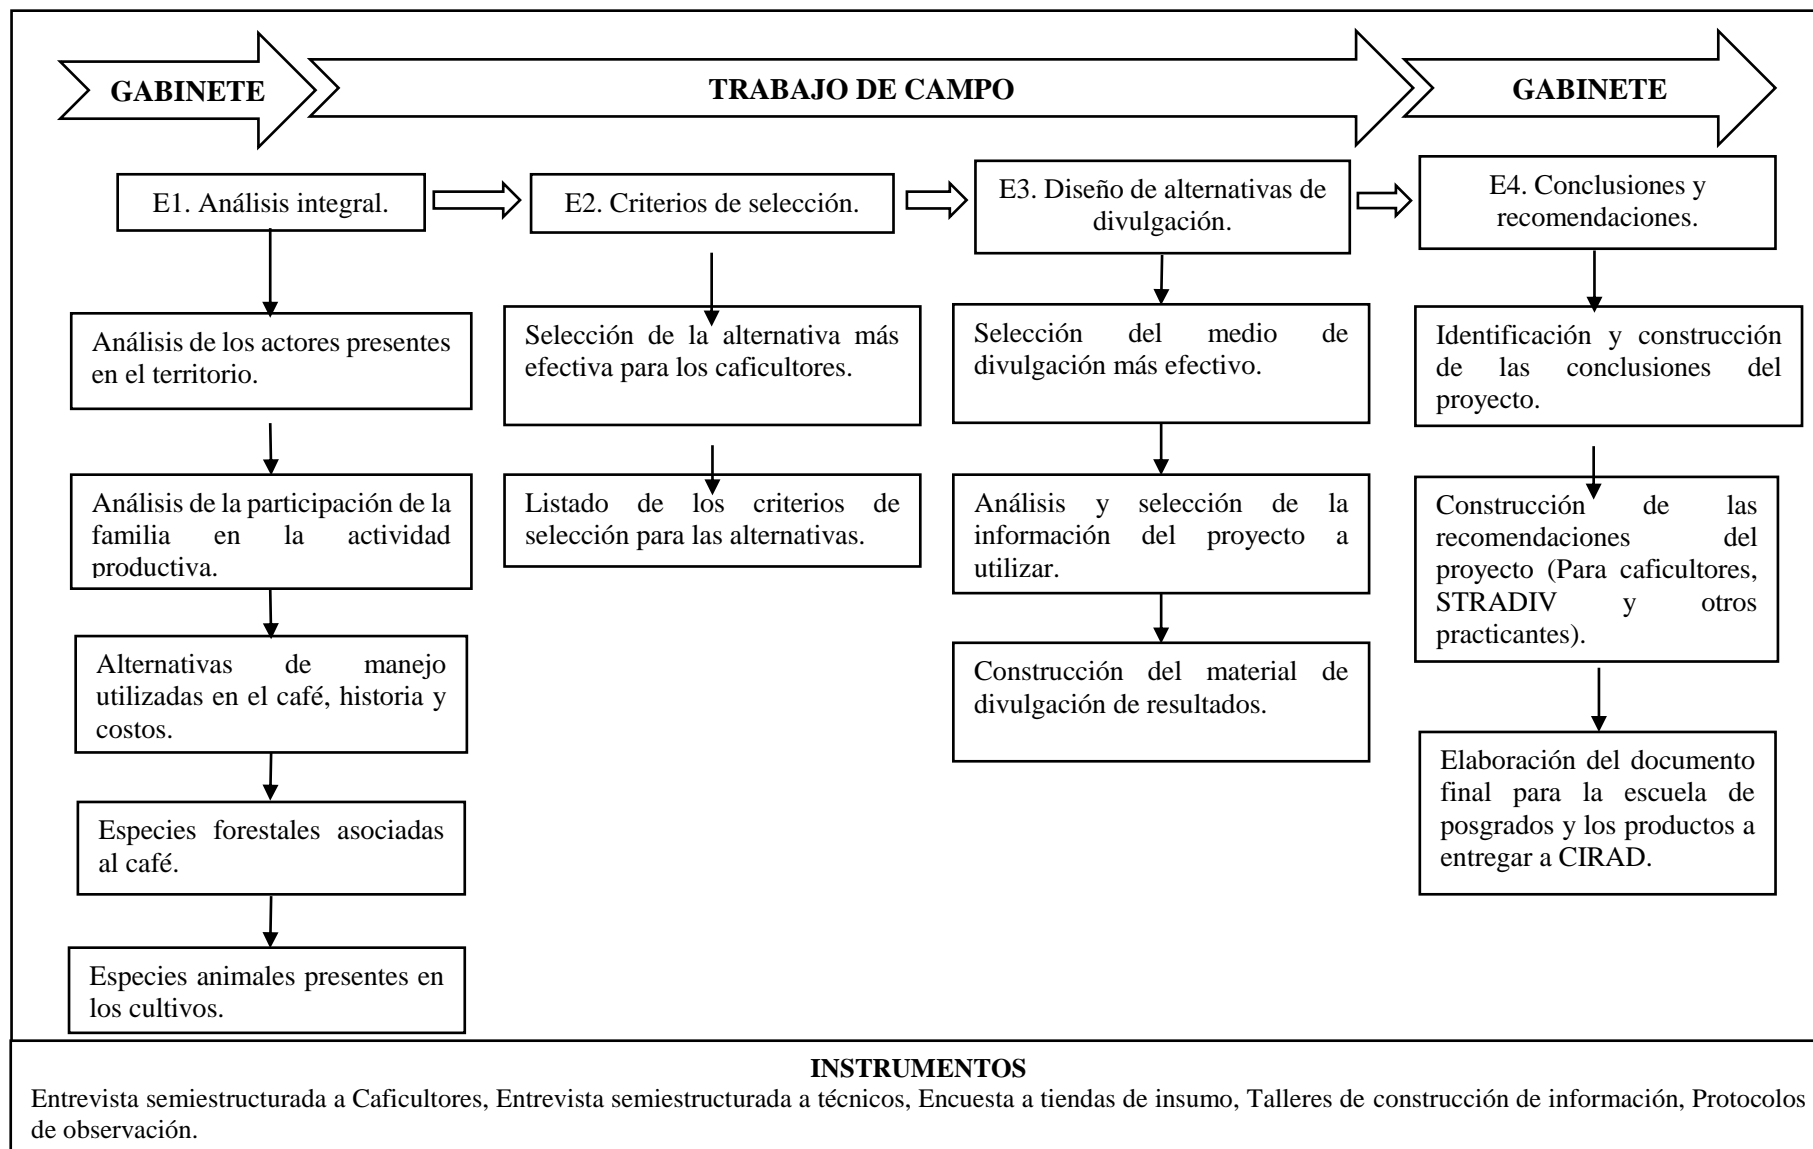 GABINETE
TRABAJO DE CAMPO
GABINETE
E1. Análisis integral.
E2. Criterios de selección.
E3. Diseño de alternativas de
divulgación.
E4. Conclusiones y
recomendaciones.
Análisis de los actores presentes
en el territorio.
Análisis de la participación de la
familia en la actividad
productiva.
Alternativas de manejo
utilizadas en el café, historia y
costos.
Especies forestales asociadas
al café.
Especies animales presentes en
los cultivos.
Selección de la alternativa más
efectiva para los caficultores.
Listado de los criterios de
selección para las alternativas.
Selección del medio de
divulgación más efectivo.
Análisis y selección de la
información del proyecto a
utilizar.
Construcción del material de
divulgación de resultados.
Identificación y construcción
de las conclusiones del
proyecto.
Construcción de las
recomendaciones del
proyecto (Para caficultores,
STRADIV y otros
practicantes).
Elaboración del documento
final para la escuela de
posgrados y los productos a
entregar a CIRAD.
INSTRUMENTOS
Entrevista semiestructurada a Caficultores, Entrevista semiestructurada a técnicos, Encuesta a tiendas de insumo, Talleres de construcción de información, Protocolos
de observación.